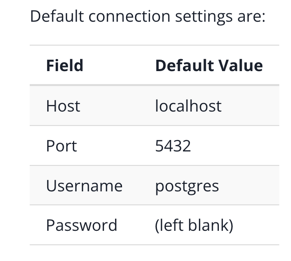 Default connection settings are:
Field Default Value
Host localhost
Port 5432
Username postgres
Password (left blank)